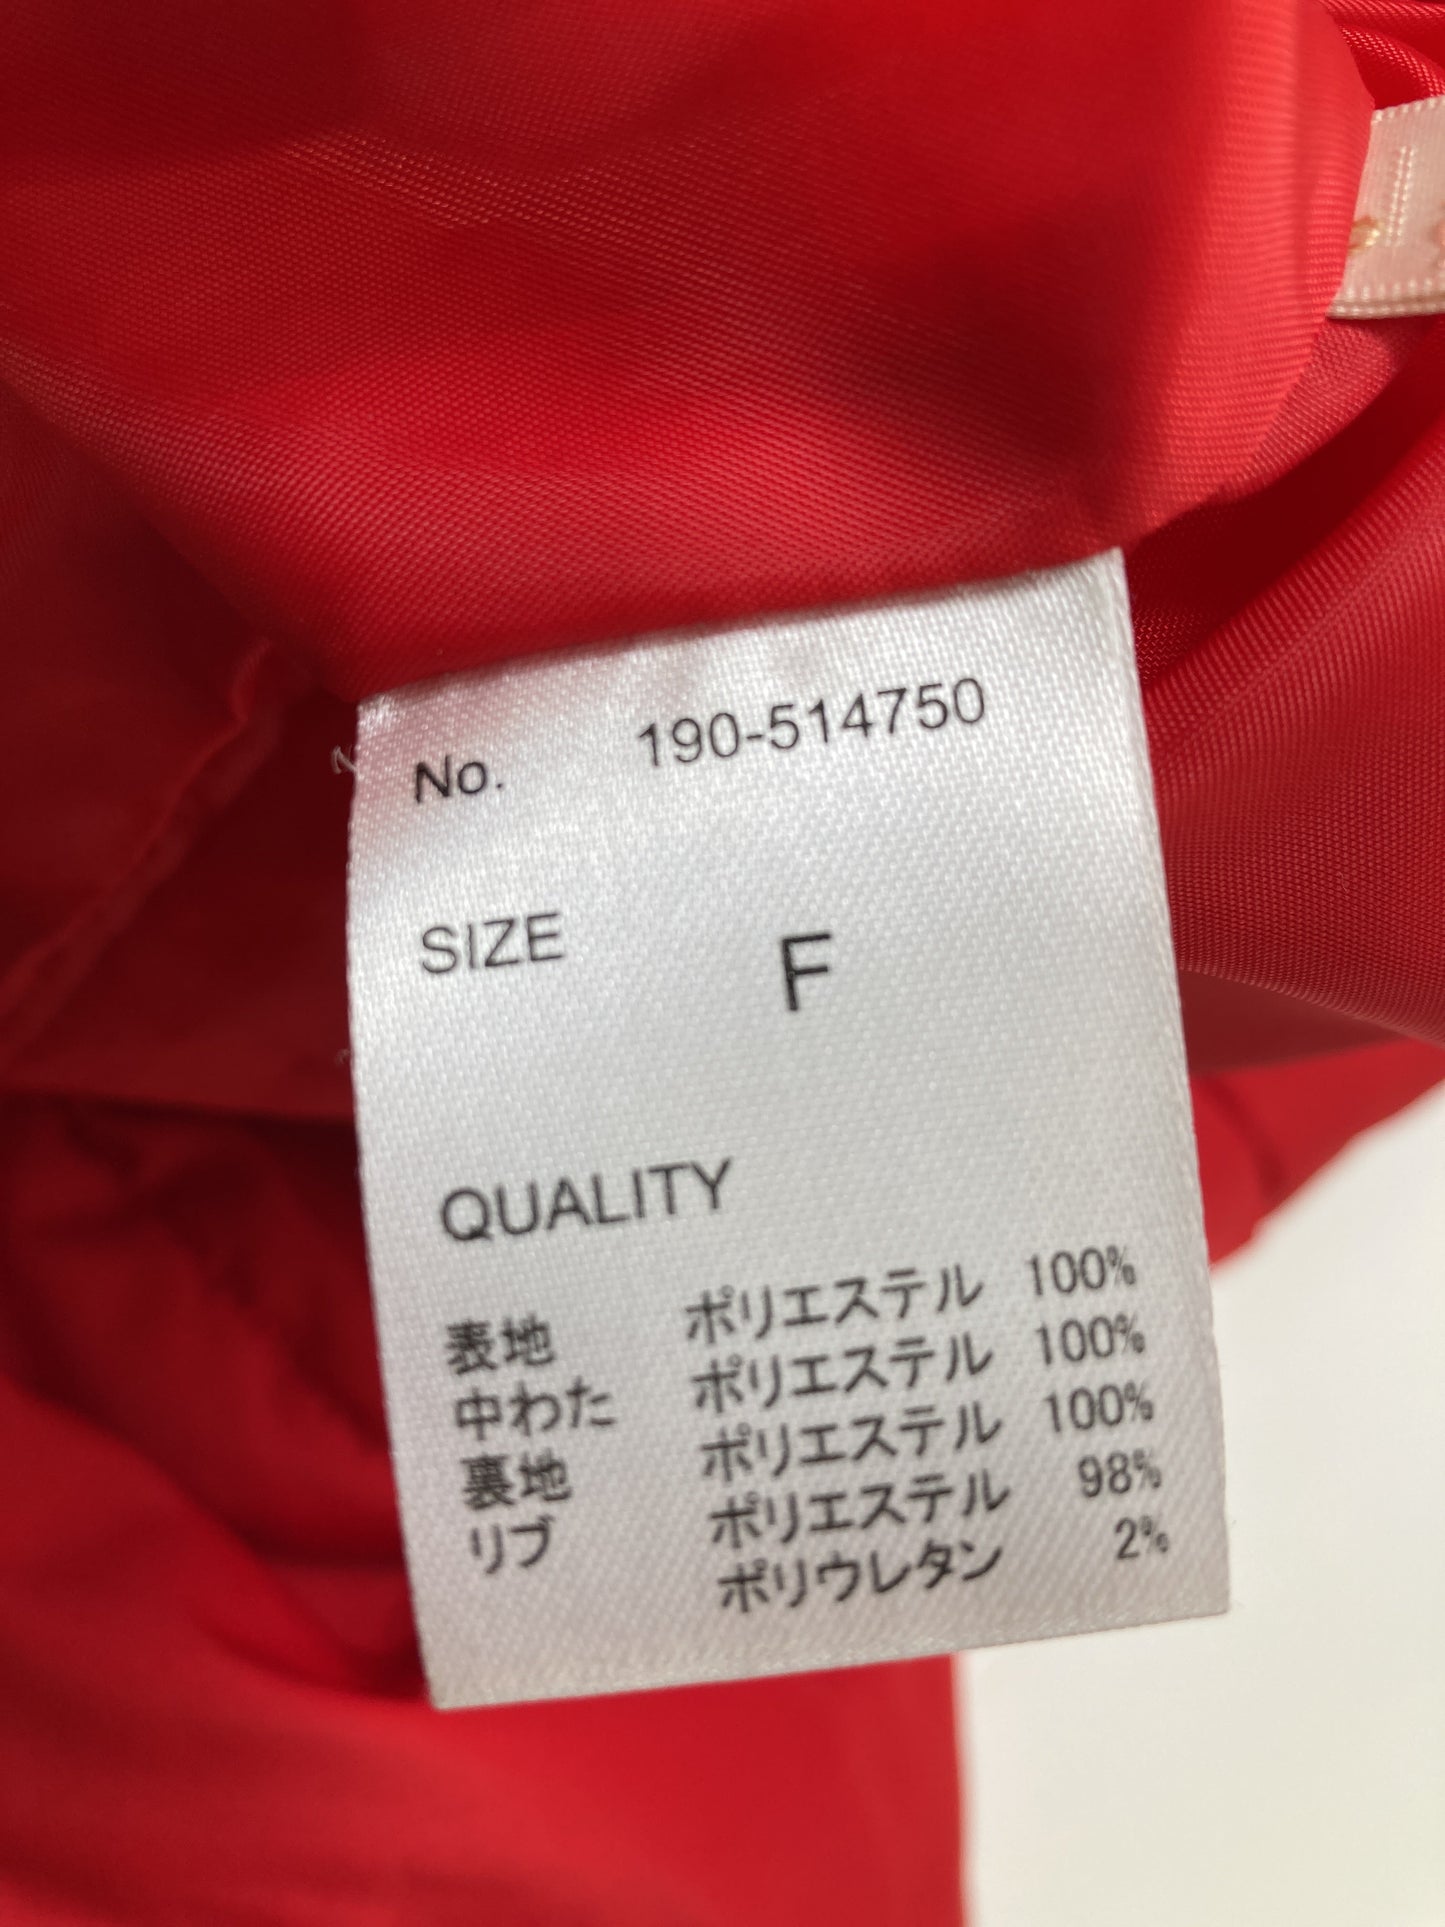 No. 190-514750
SIZE F
QUALITY
表地 ポリエステル 100%
中わた ポリエステル 100%
裏地 ポリエステル 100%
リブ ポリエステル 98%
ポリウレタン 2%